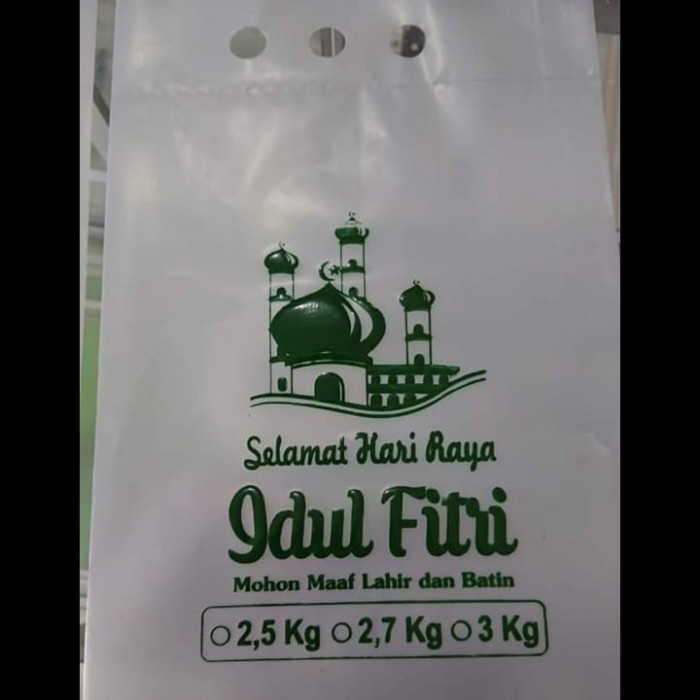 Selamat Hari Raya
Idul Fitri
Mohon Maaf Lahir dan Batin
2,5 Kg 2,7 Kg 3 Kg